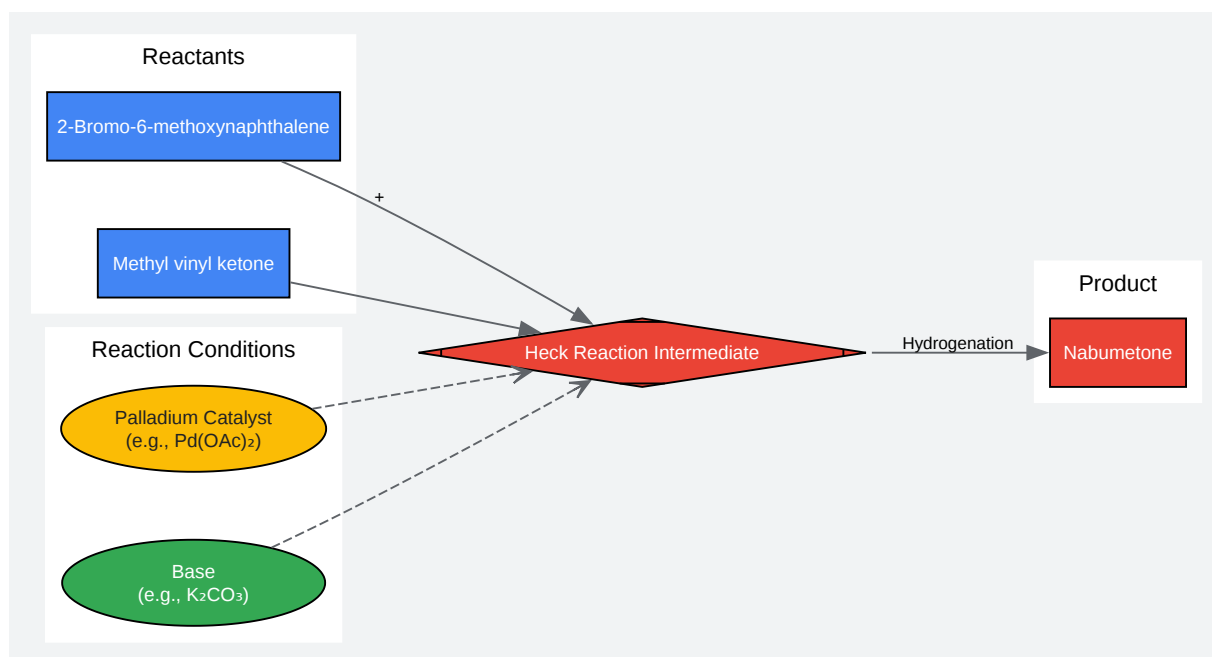 Reactants
2-Bromo-6-methoxynaphthalene
+
Methyl vinyl ketone
Reaction Conditions
Palladium Catalyst
(e.g., Pd(OAc)₂)
Base
(e.g., K₂CO₃)
Heck Reaction Intermediate
Hydrogenation
Product
Nabumetone